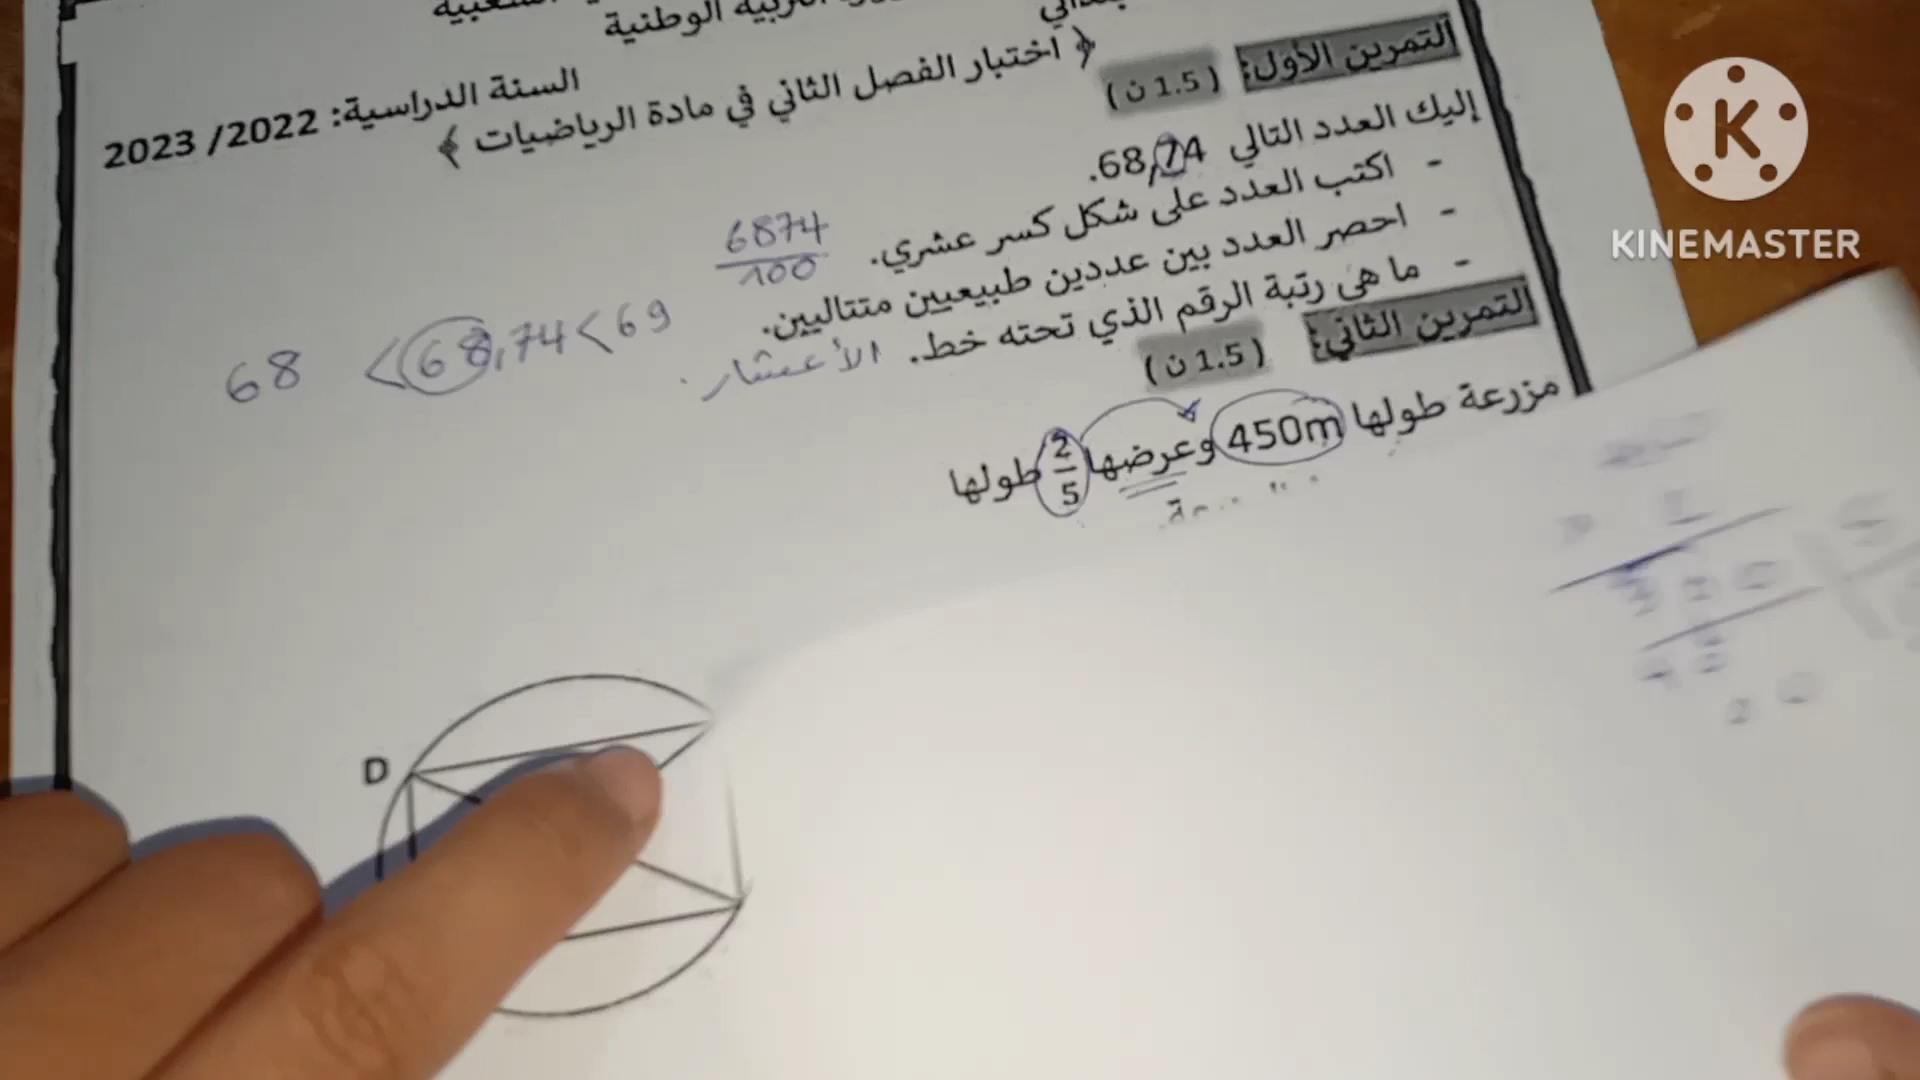 التربية الوطنية
السنة الدراسية: 2022/ 2023
﴿ اختبار الفصل الثاني في مادة الرياضيات ﴾
التمرين الأول: (1.5 ن)
إليك العدد التالي 68,74.
- اكتب العدد على شكل كسر عشري. 6874/100
- احصر العدد بين عددين طبيعيين متتاليين.
68 < 68,74 < 69
- ما هي رتبة الرقم الذي تحته خط. الأعشار.
التمرين الثاني: (1.5 ن)
مزرعة طولها 450m وعرضها 2/5 طولها
D
K
KINEMASTER